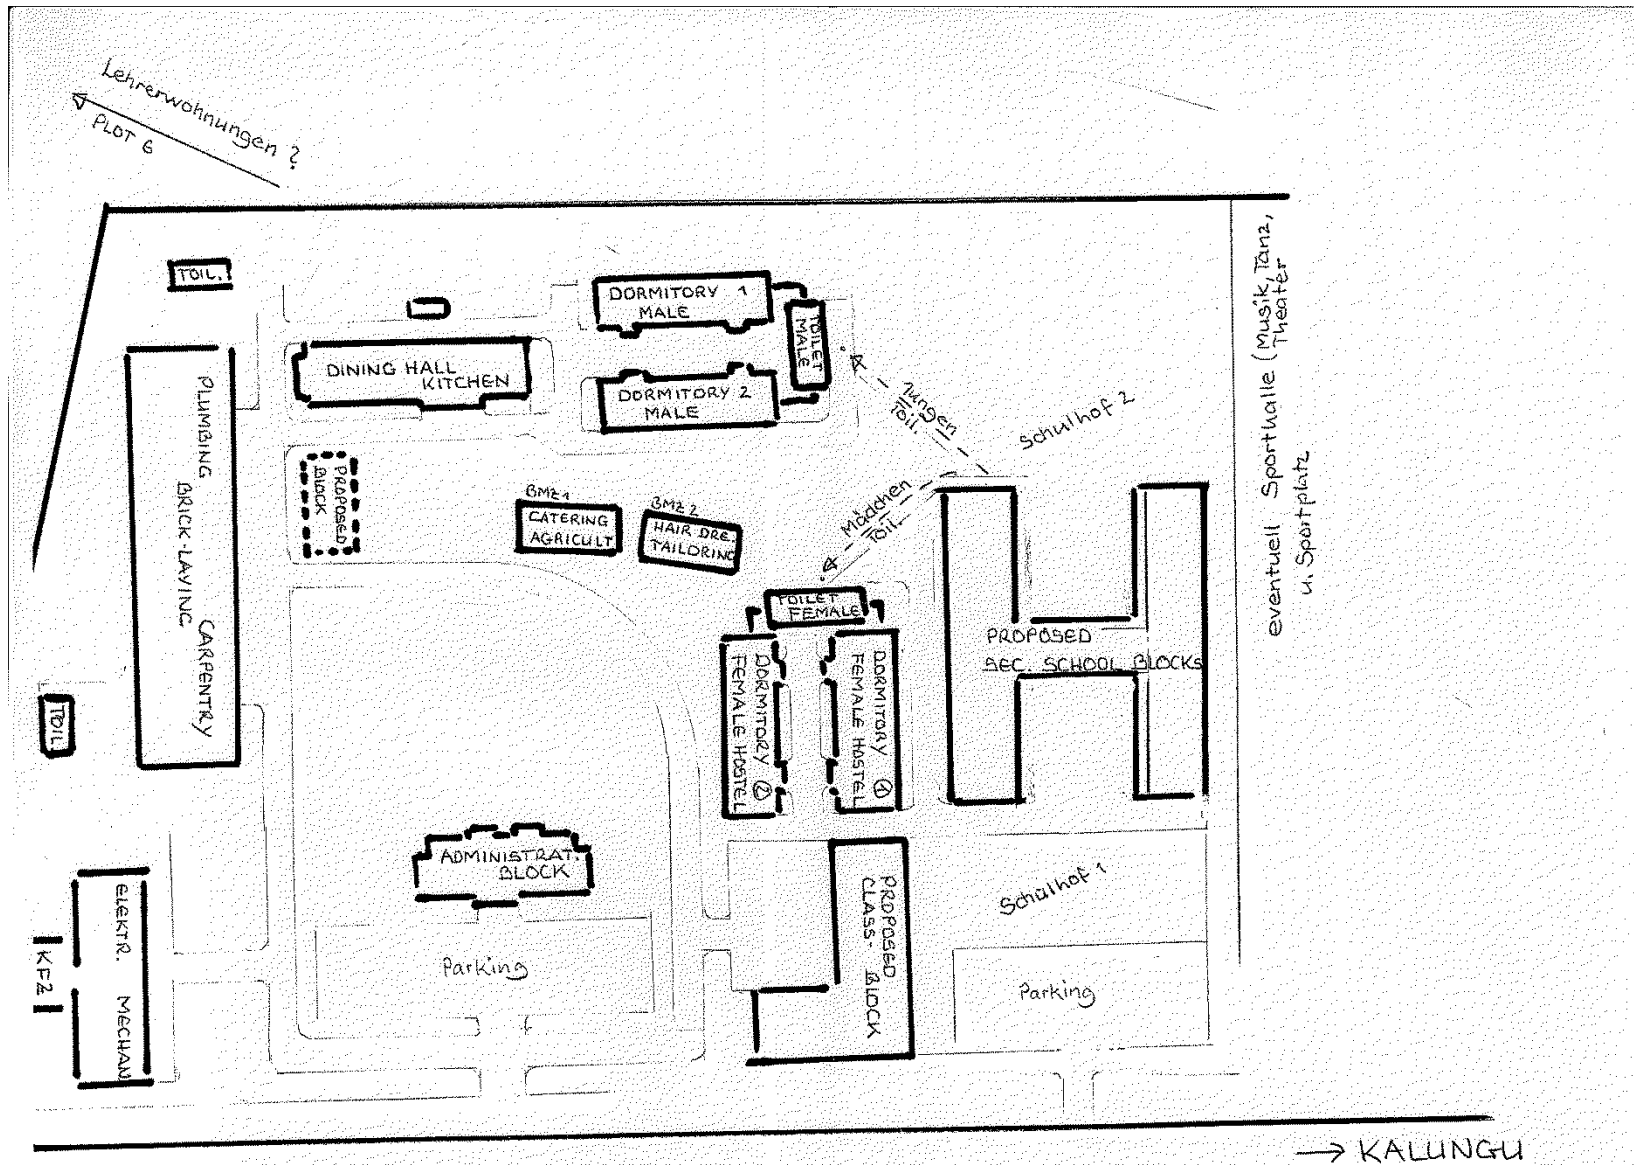 Lehrerwohnungen ?
PLOT 6
TOIL.
DORMITORY 1
MALE
TOILET
MALE
DINING HALL
KITCHEN
DORMITORY 2
MALE
Jungen
Toil.
Schulhof 2
eventuell Sporthalle (Musik, Tanz,
Theater
u. Sportplatz
PLUMBING
BRICK-LAYING
CARPENTRY
PROPOSED
BLOCK
BMZ 1
CATERING
AGRICULT
BMZ 2
HAIR DRE.
TAILORING
Mädchen
Toil.
TOILET
FEMALE
DORMITORY 2
FEMALE HOSTEL
DORMITORY 1
FEMALE HOSTEL
PROPOSED
SEC. SCHOOL BLOCKS
TOIL
ADMINISTRAT.
BLOCK
PROPOSED
CLASS- BLOCK
Schulhof 1
ELEKTR. MECHAN
KFZ
Parking
Parking
→ KALUNGU